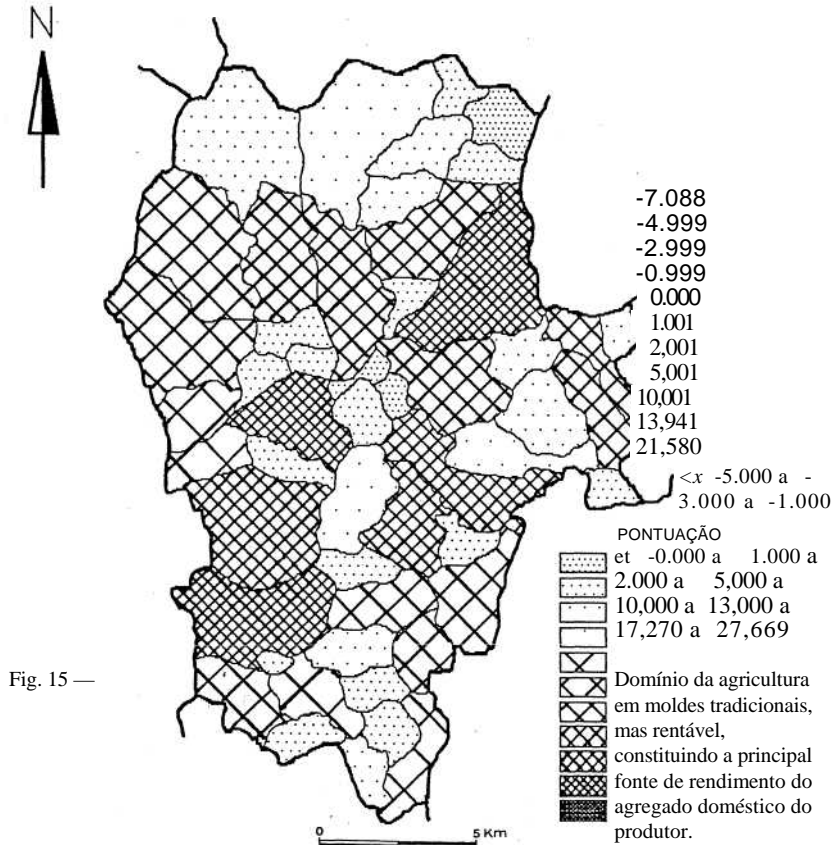 N
-7.088
-4.999
-2.999
-0.999
0.000
1.001
2,001
5,001
10,001
13,941
21,580
<x -5.000 a -
3.000 a -1.000
PONTUAÇÃO
et -0.000 a 1.000 a
2.000 a 5,000 a
10,000 a 13,000 a
17,270 a 27,669
Domínio da agricultura
em moldes tradicionais,
mas rentável,
constituindo a principal
fonte de rendimento do
agregado doméstico do
produtor.
Fig. 15 —
0 5 Km